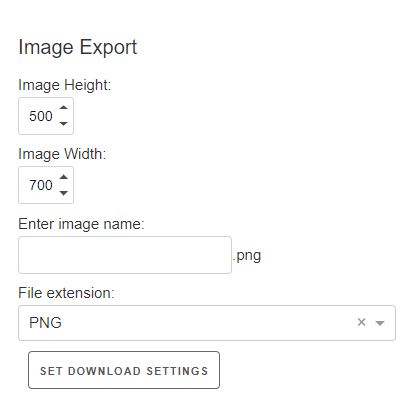 Image Export
Image Height:
500
Image Width:
700
Enter image name:
.png
File extension:
PNG
SET DOWNLOAD SETTINGS